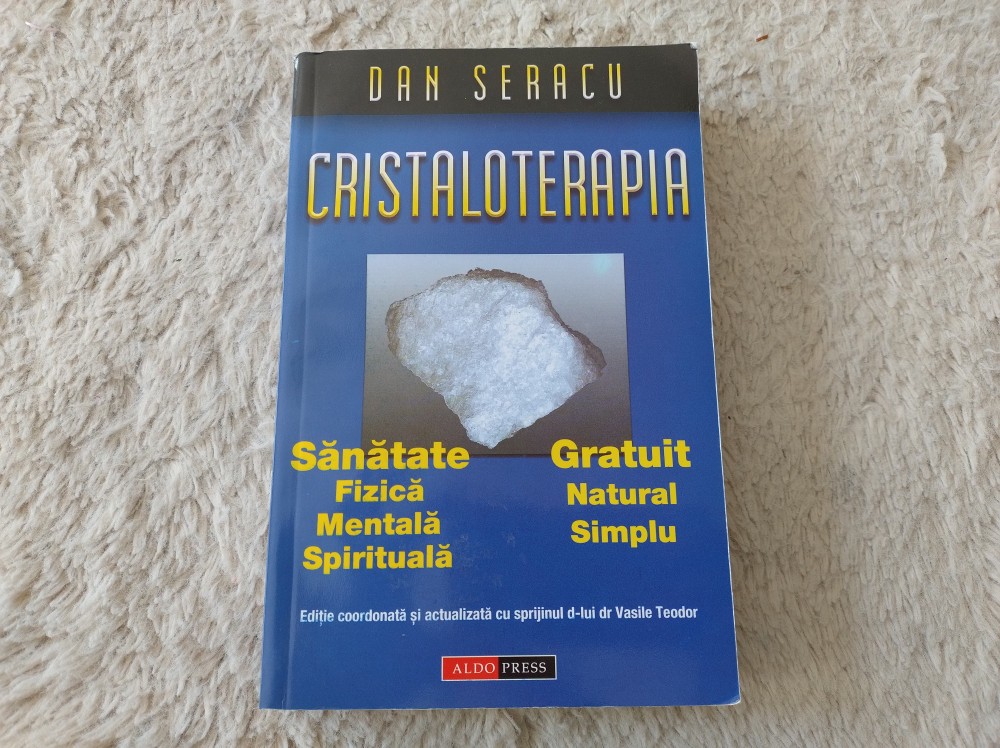 DAN SERACU
CRISTALOTERAPIA
Sănătate
Fizică
Mentală
Spirituală
Gratuit
Natural
Simplu
Ediție coordonată și actualizată cu sprijinul d-lui dr Vasile Teodor
ALDO PRESS